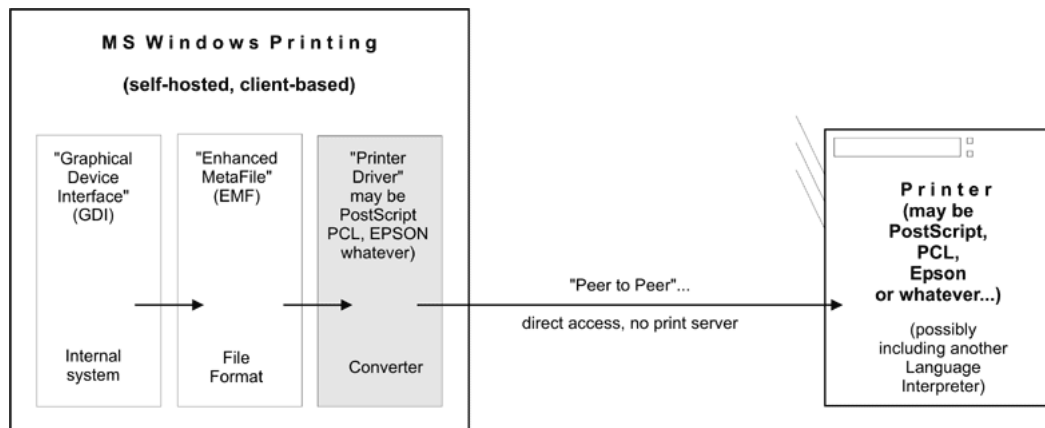 MS Windows Printing
(self-hosted, client-based)
"Graphical
Device
Interface"
(GDI)
Internal
system
"Enhanced
MetaFile"
(EMF)
File
Format
"Printer
Driver"
may be
PostScript
PCL, EPSON
whatever)
Converter
"Peer to Peer"...
direct access, no print server
Printer
(may be
PostScript,
PCL,
Epson
or whatever...)
(possibly
including another
Language
Interpreter)